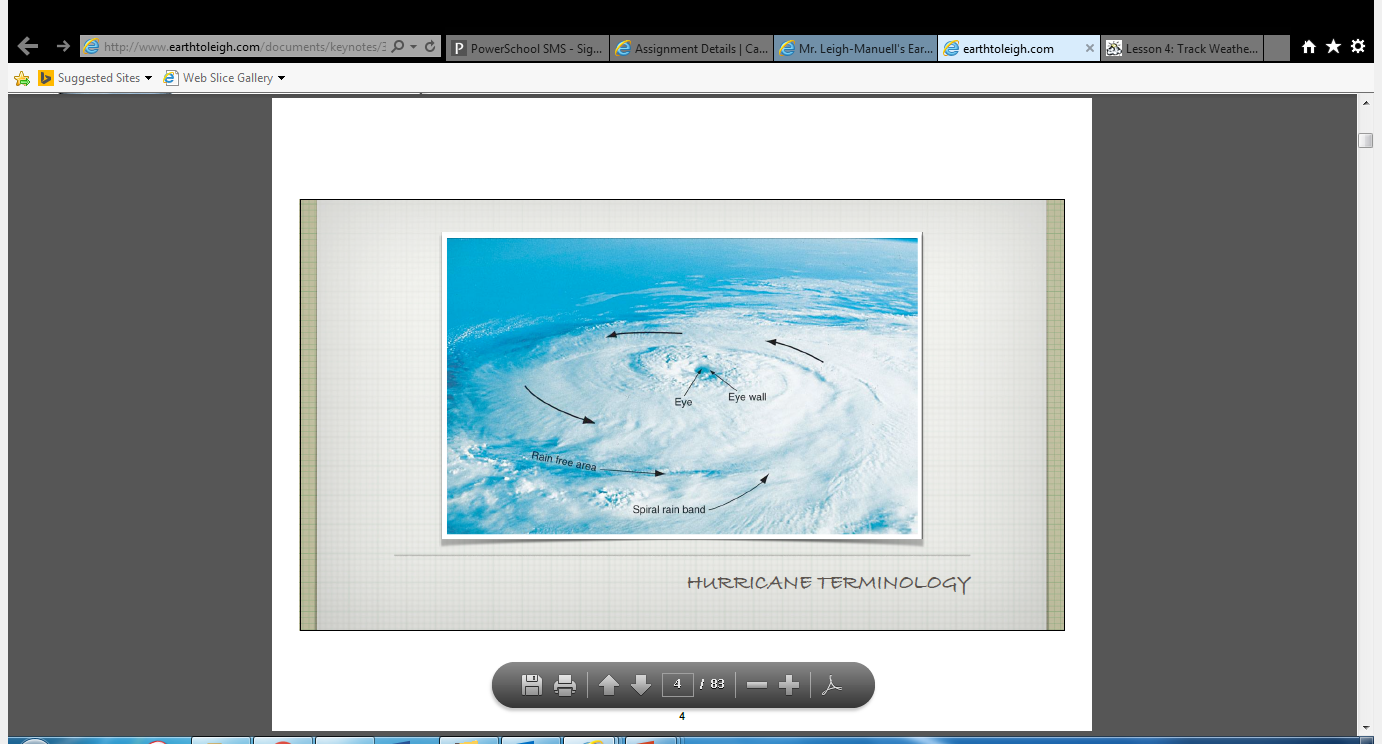 http://www.earthtoleigh.com/documents/keynotes/3
PowerSchool SMS - Sig...
Assignment Details | Ca...
Mr. Leigh-Manuell's Ear...
earthtoleigh.com
Lesson 4: Track Weathe...
Suggested Sites
Web Slice Gallery
Eye
Eye wall
Rain free area
Spiral rain band
HURRICANE TERMINOLOGY
4 / 83
4